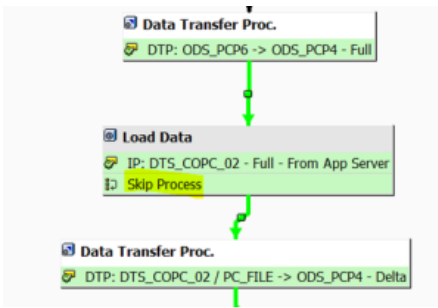 Data Transfer Proc.
DTP: ODS_PCP6 -> ODS_PCP4 - Full
Load Data
IP: DTS_COPC_02 - Full - From App Server
Skip Process
Data Transfer Proc.
DTP: DTS_COPC_02 / PC_FILE -> ODS_PCP4 - Delta